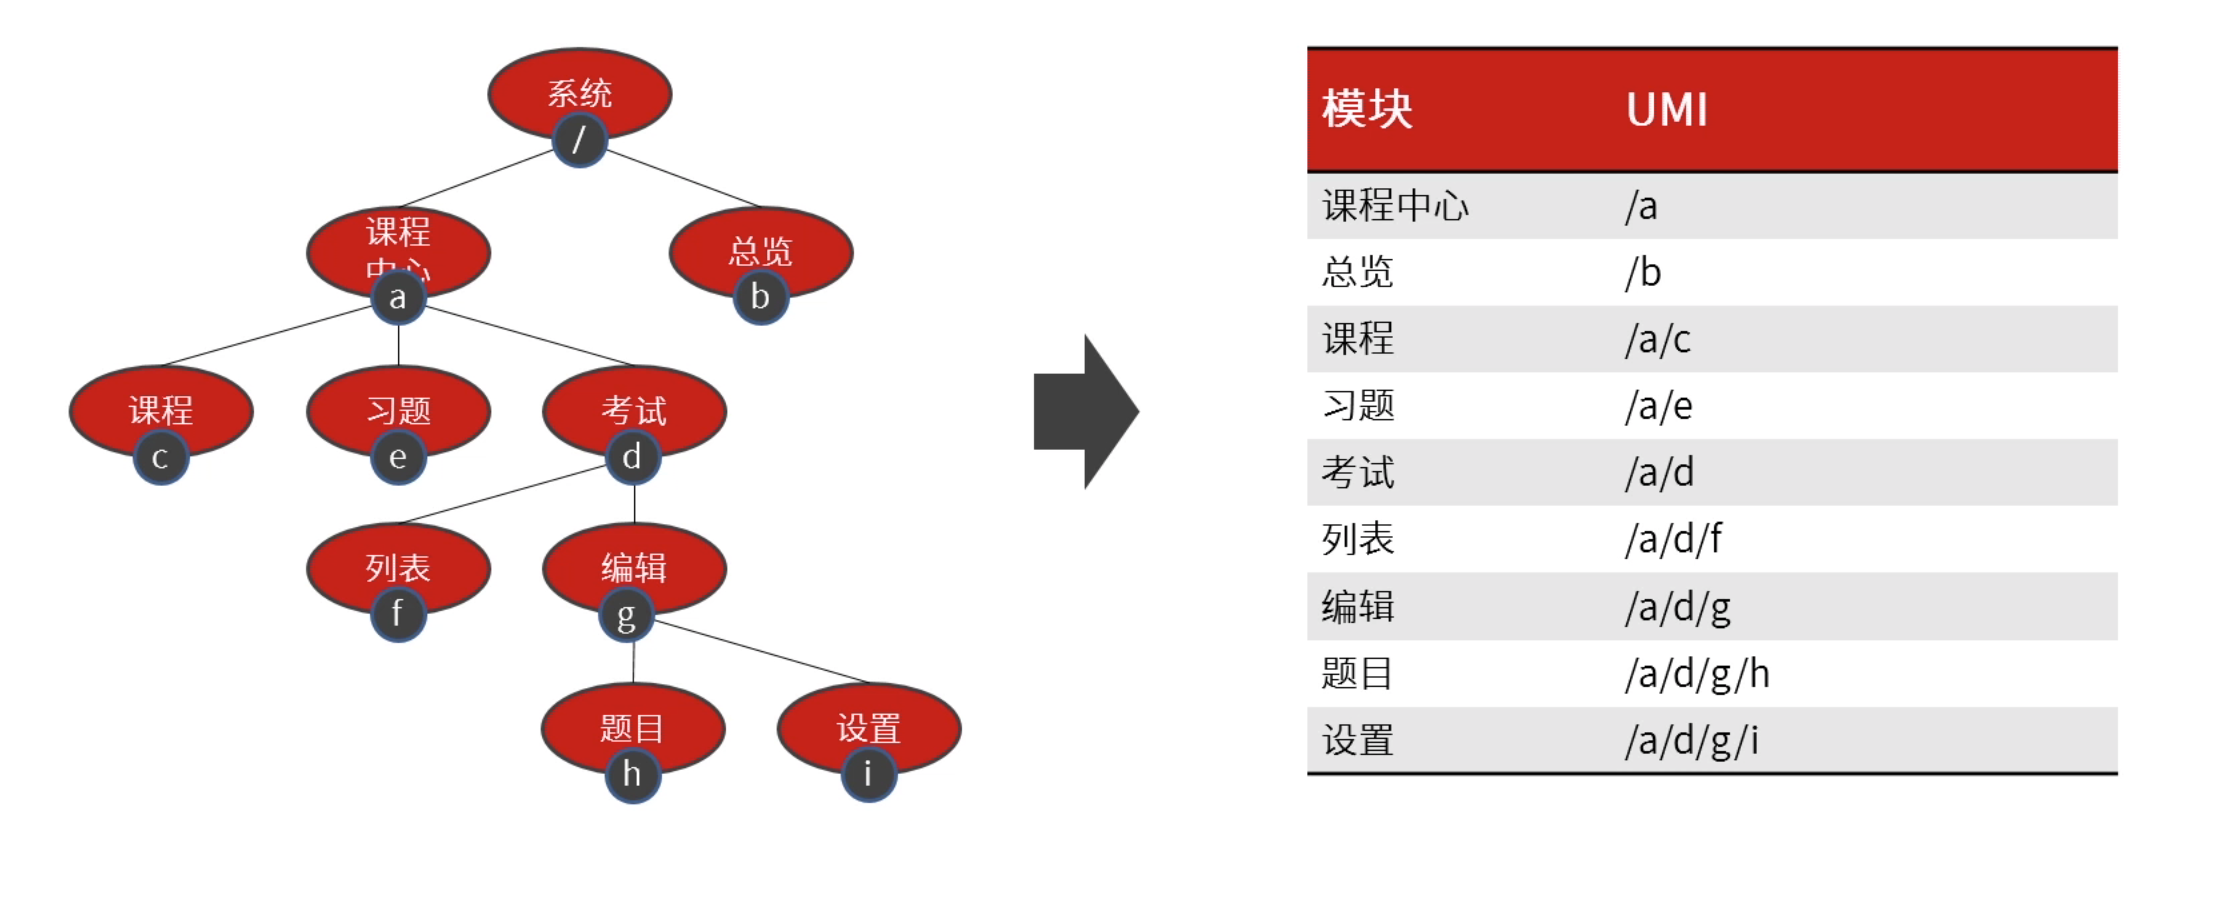 系统
/
课程
中心
a
总览
b
课程
c
习题
e
考试
d
列表
f
编辑
g
题目
h
设置
i
模块 UMI
课程中心 /a
总览 /b
课程 /a/c
习题 /a/e
考试 /a/d
列表 /a/d/f
编辑 /a/d/g
题目 /a/d/g/h
设置 /a/d/g/i